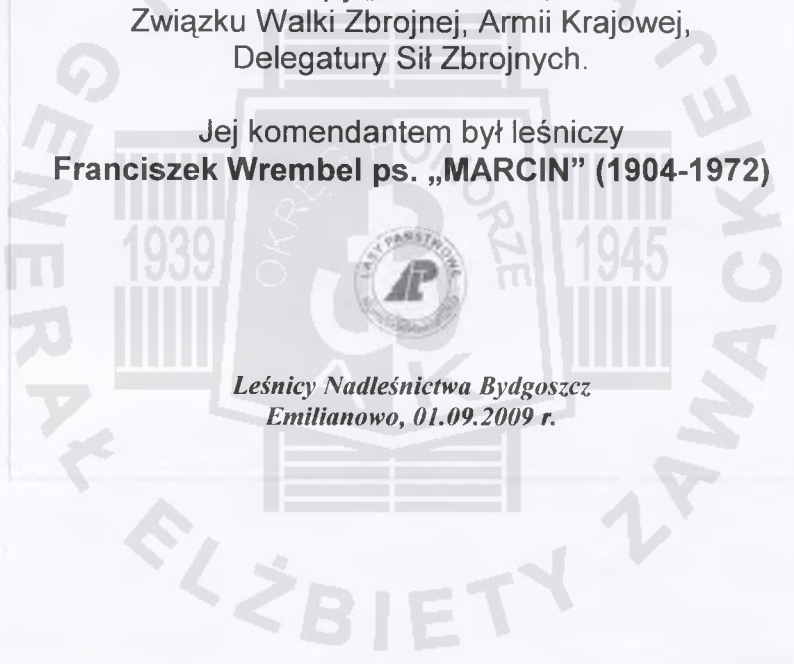 Związku Walki Zbrojnej, Armii Krajowej,
Delegatury Sił Zbrojnych.
Jej komendantem był leśniczy
Franciszek Wrembel ps. „MARCIN” (1904-1972)
LASY PAŃSTWOWE
Leśnicy Nadleśnictwa Bydgoszcz
Emilianowo, 01.09.2009 r.
GENERAŁ ELŻBIETY ZAWACKIEJ
OKRĘG POMORZE
1939
1945
AK